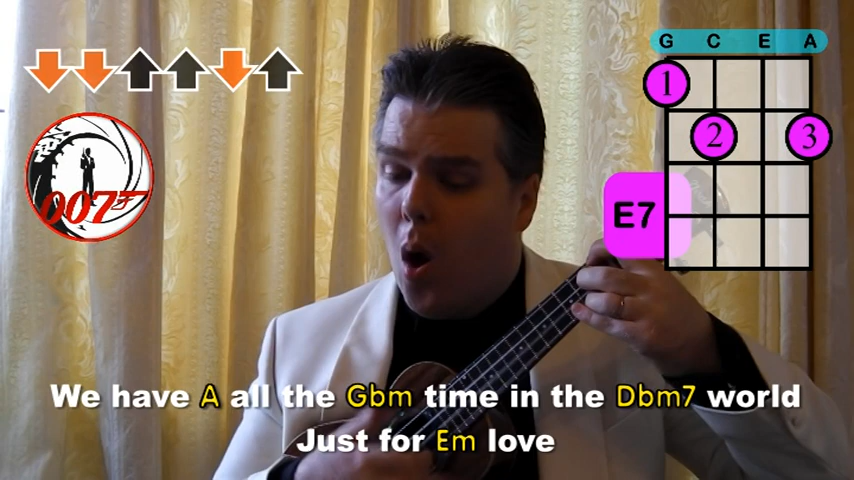 G C E A
1
2 3
007
E7
We have A all the Gbm time in the Dbm7 world
Just for Em love